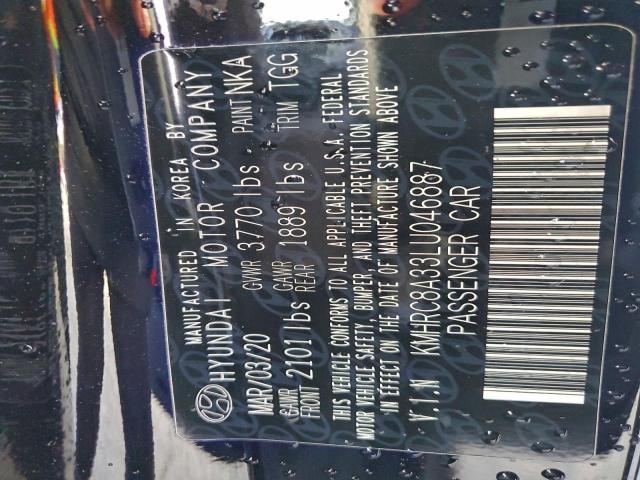 MANUFACTURED IN KOREA BY
HYUNDAI MOTOR COMPANY
MAR/03/20 GVWR 3770 lbs PAINT NKA
GAWR FRONT 2101 lbs GAWR REAR 1889 lbs TRIM TGG
THIS VEHICLE CONFORMS TO ALL APPLICABLE U.S.A. FEDERAL
MOTOR VEHICLE SAFETY, BUMPER, AND THEFT PREVENTION STANDARDS
IN EFFECT ON THE DATE OF MANUFACTURE SHOWN ABOVE
V.I.N KMHRC8A33LU046887
PASSENGER CAR